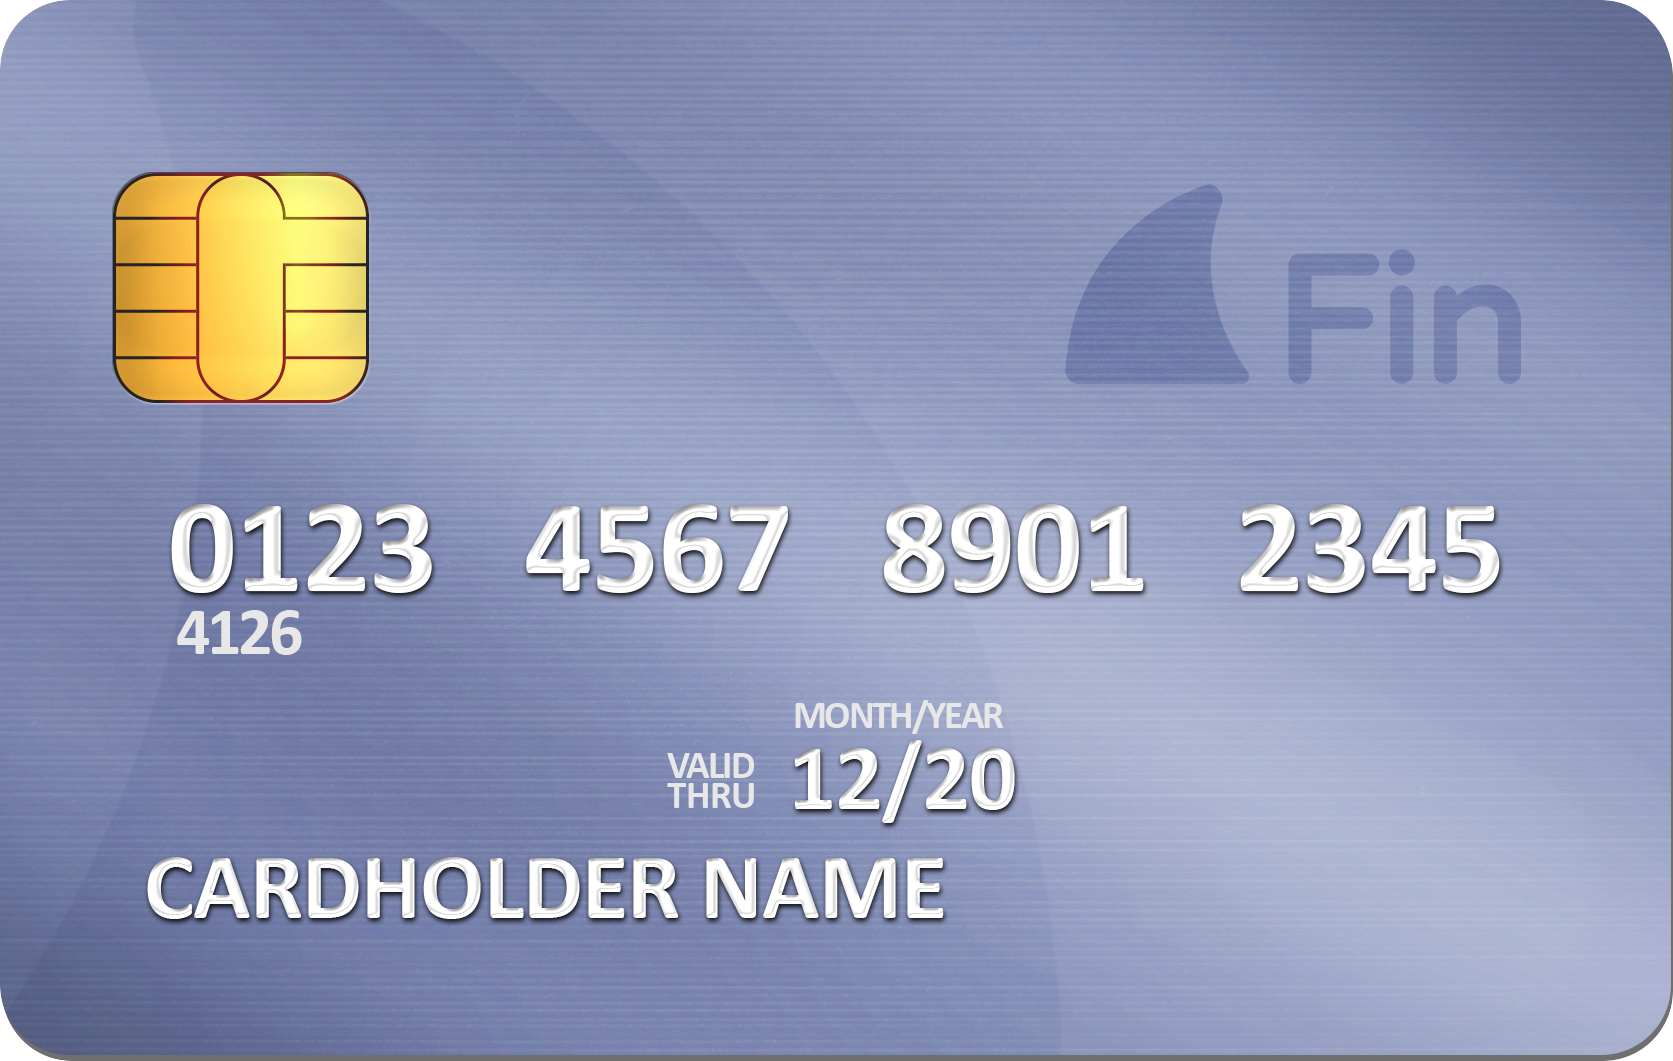 Fin
0123 4567 8901 2345
4126
MONTH/YEAR
VALID
THRU
12/20
CARDHOLDER NAME